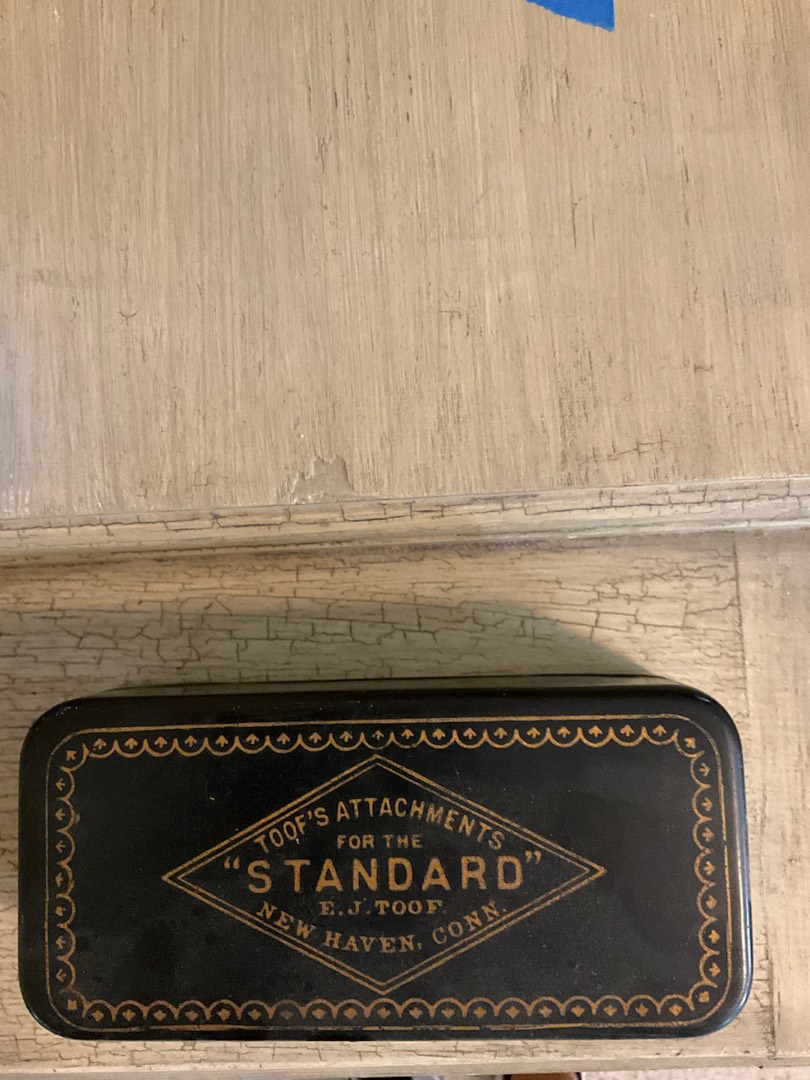 TOOF'S ATTACHMENTS
FOR THE
"STANDARD"
E.J. TOOF.
NEW HAVEN, CONN.